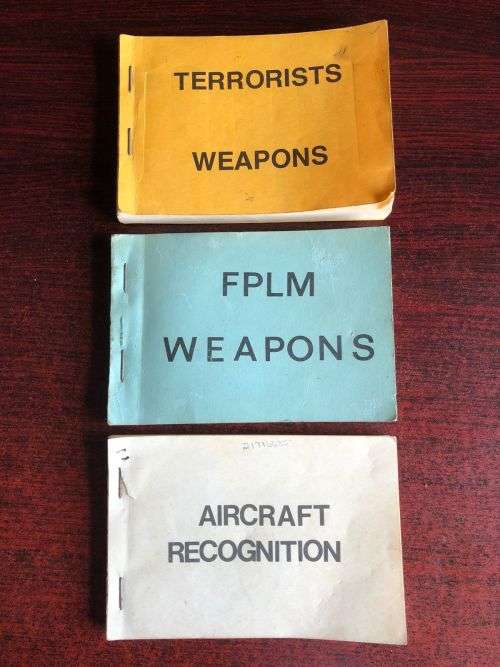 TERRORISTS
WEAPONS
FPLM
WEAPONS
AIRCRAFT
RECOGNITION